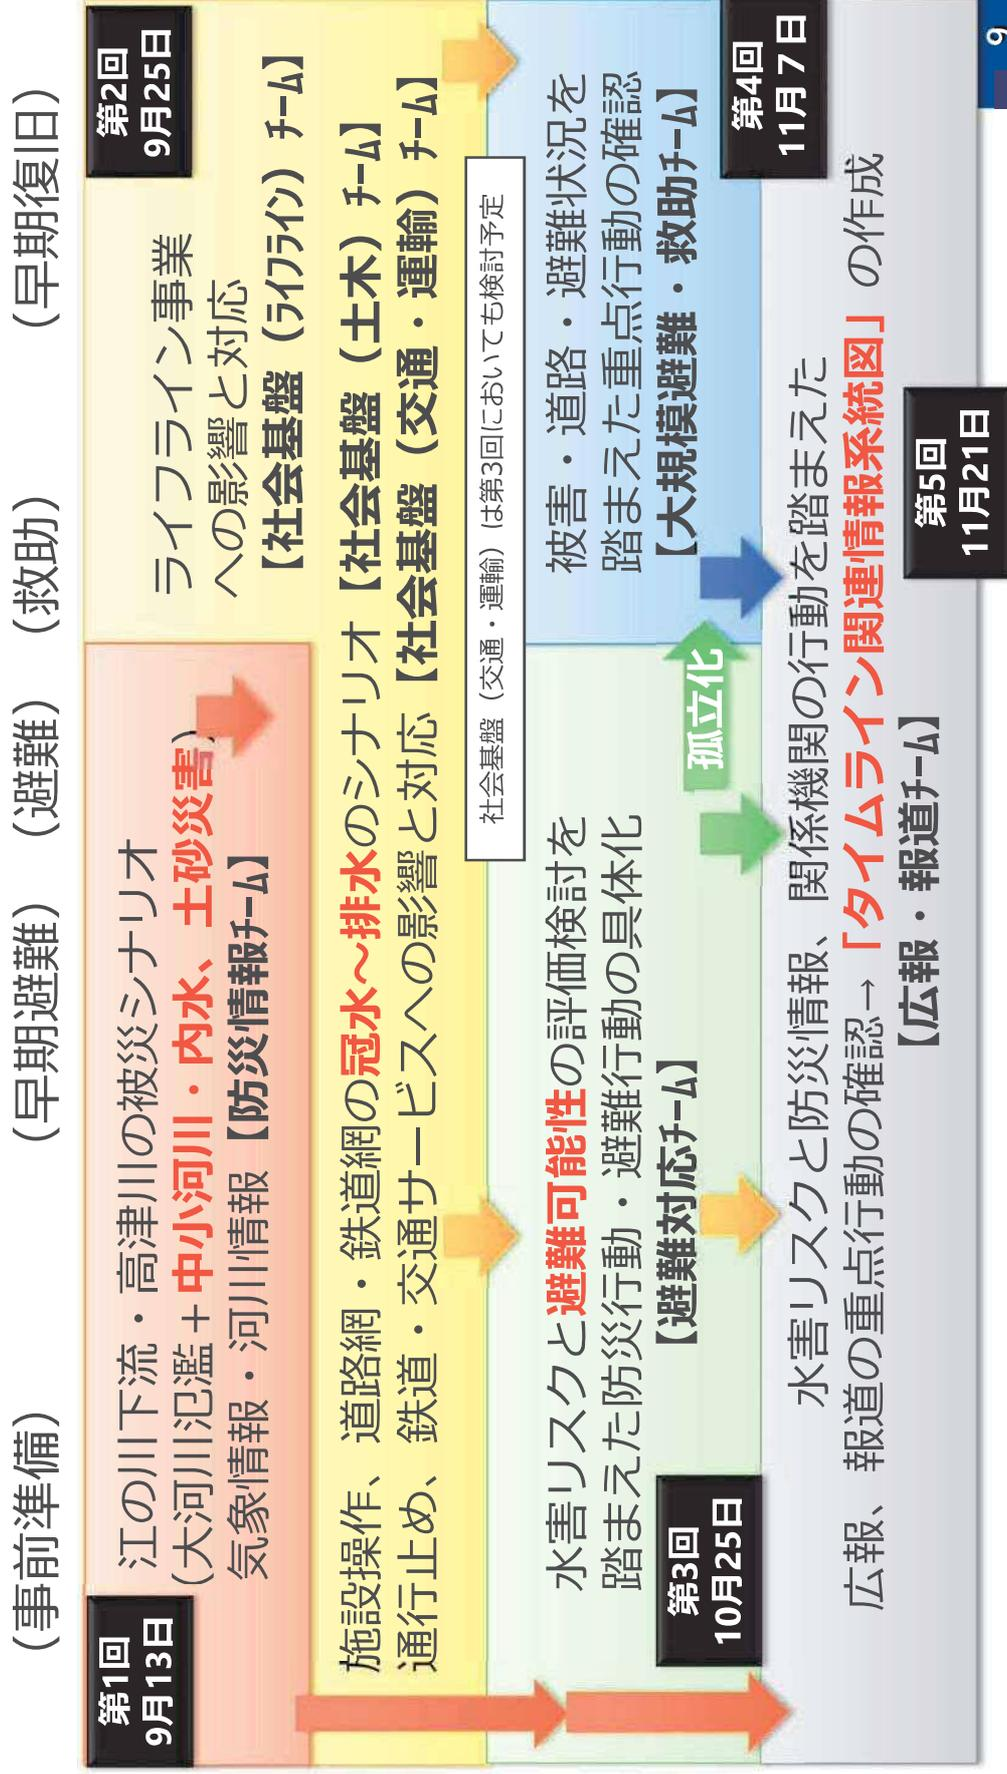 （事前準備）
（早期避難）
（避難）
（救助）
（早期復旧）
第1回
9月13日
江の川下流・高津川の被災シナリオ
（大河川氾濫＋中小河川・内水、土砂災害）
気象情報・河川情報【防災情報ﾁｰﾑ】
第2回
9月25日
ライフライン事業
への影響と対応
【社会基盤（ﾗｲﾌﾗｲﾝ）ﾁｰﾑ】
施設操作、道路網・鉄道網の冠水～排水のシナリオ【社会基盤（土木）ﾁｰﾑ】
通行止め、鉄道・交通サービスへの影響と対応【社会基盤（交通・運輸）ﾁｰﾑ】
社会基盤（交通・運輸）は第3回においても検討予定
水害リスクと避難可能性の評価検討を
踏まえた防災行動・避難行動の具体化
【避難対応ﾁｰﾑ】
第3回
10月25日
孤立化
被害・道路・避難状況を
踏まえた重点行動の確認
【大規模避難・救助ﾁｰﾑ】
第4回
11月7日
水害リスクと防災情報、関係機関の行動を踏まえた
広報、報道の重点行動の確認→「タイムライン関連情報系統図」の作成
【広報・報道ﾁｰﾑ】
第5回
11月21日
9